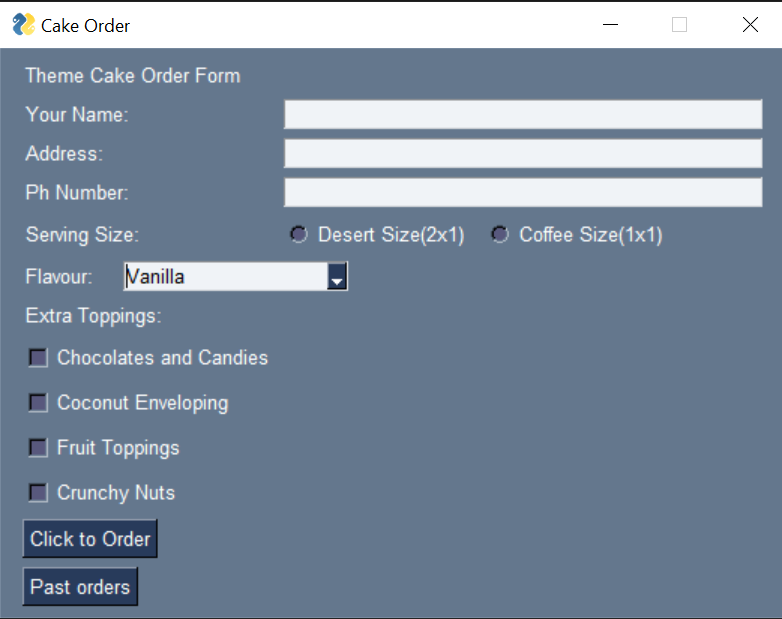 Cake Order
Theme Cake Order Form
Your Name:
Address:
Ph Number:
Serving Size: Desert Size(2x1) Coffee Size(1x1)
Flavour: Vanilla
Extra Toppings:
Chocolates and Candies
Coconut Enveloping
Fruit Toppings
Crunchy Nuts
Click to Order
Past orders